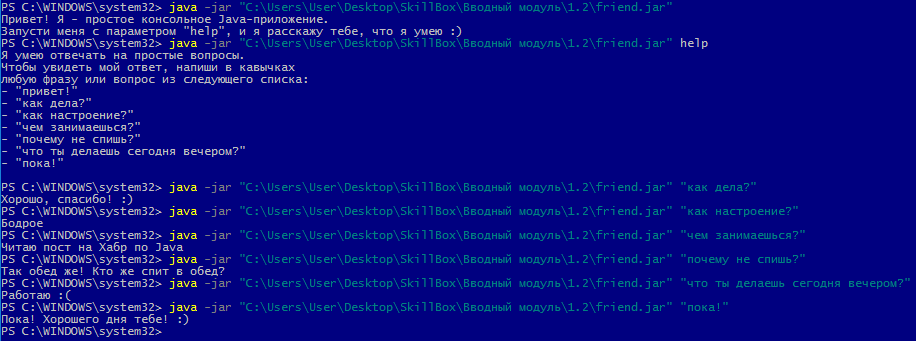 PS C:\WINDOWS\system32> java -jar "C:\Users\User\Desktop\SkillBox\Вводный модуль\1.2\friend.jar"
Привет! Я - простое консольное Java-приложение.
Запусти меня с параметром "help", и я расскажу тебе, что я умею :)
PS C:\WINDOWS\system32> java -jar "C:\Users\User\Desktop\SkillBox\Вводный модуль\1.2\friend.jar" help
Я умею отвечать на простые вопросы.
Чтобы увидеть мой ответ, напиши в кавычках
любую фразу или вопрос из следующего списка:
- "привет!"
- "как дела?"
- "как настроение?"
- "чем занимаешься?"
- "почему не спишь?"
- "что ты делаешь сегодня вечером?"
- "пока!"
PS C:\WINDOWS\system32> java -jar "C:\Users\User\Desktop\SkillBox\Вводный модуль\1.2\friend.jar" "как дела?"
Хорошо, спасибо! :)
PS C:\WINDOWS\system32> java -jar "C:\Users\User\Desktop\SkillBox\Вводный модуль\1.2\friend.jar" "как настроение?"
Бодрое
PS C:\WINDOWS\system32> java -jar "C:\Users\User\Desktop\SkillBox\Вводный модуль\1.2\friend.jar" "чем занимаешься?"
Читаю пост на Хабр по Java
PS C:\WINDOWS\system32> java -jar "C:\Users\User\Desktop\SkillBox\Вводный модуль\1.2\friend.jar" "почему не спишь?"
Так обед же! Кто же спит в обед?
PS C:\WINDOWS\system32> java -jar "C:\Users\User\Desktop\SkillBox\Вводный модуль\1.2\friend.jar" "что ты делаешь сегодня вечером?"
Работаю :(
PS C:\WINDOWS\system32> java -jar "C:\Users\User\Desktop\SkillBox\Вводный модуль\1.2\friend.jar" "пока!"
Пока! Хорошего дня тебе! :)
PS C:\WINDOWS\system32>